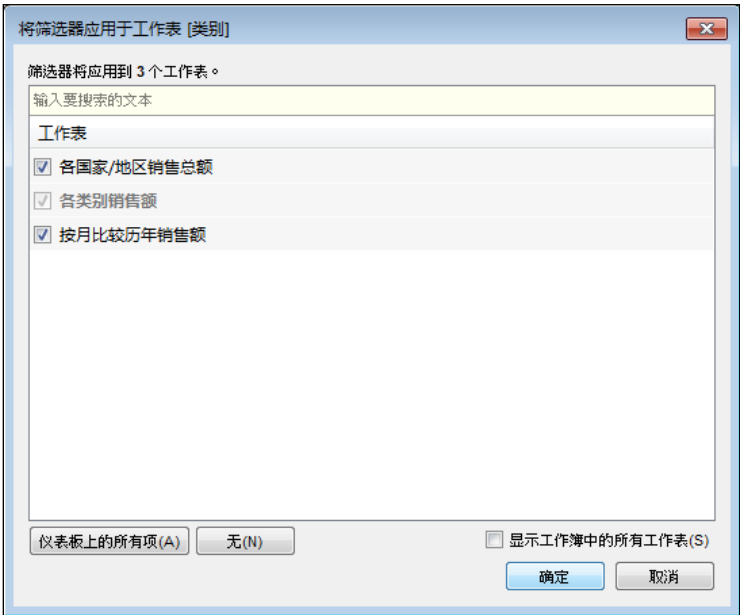 将筛选器应用于工作表 [类别]
筛选器将应用到 3 个工作表。
输入要搜索的文本
工作表
各国家/地区销售总额
各类别销售额
按月比较历年销售额
仪表板上的所有项(A) 无(N) 显示工作簿中的所有工作表(S)
确定 取消